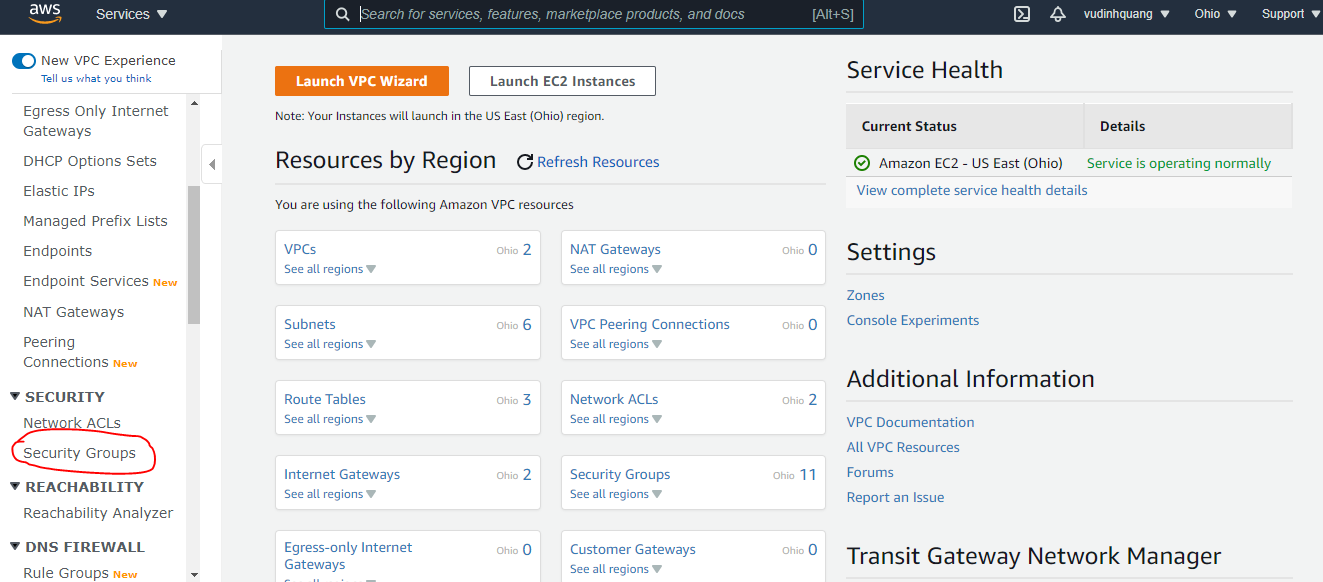 aws
Services
Search for services, features, marketplace products, and docs [Alt+S]
vudinhquang
Ohio
Support
New VPC Experience
Tell us what you think
Egress Only Internet
Gateways
DHCP Options Sets
Elastic IPs
Managed Prefix Lists
Endpoints
Endpoint Services New
NAT Gateways
Peering
Connections New
SECURITY
Network ACLs
Security Groups
REACHABILITY
Reachability Analyzer
DNS FIREWALL
Rule Groups New
Launch VPC Wizard
Launch EC2 Instances
Note: Your Instances will launch in the US East (Ohio) region.
Resources by Region
Refresh Resources
You are using the following Amazon VPC resources
VPCs Ohio 2
See all regions
NAT Gateways Ohio 0
See all regions
Subnets Ohio 6
See all regions
VPC Peering Connections Ohio 0
See all regions
Route Tables Ohio 3
See all regions
Network ACLs Ohio 2
See all regions
Internet Gateways Ohio 2
See all regions
Security Groups Ohio 11
See all regions
Egress-only Internet Ohio 0
Gateways
Customer Gateways Ohio 0
See all regions
Service Health
Current Status Details
Amazon EC2 - US East (Ohio) Service is operating normally
View complete service health details
Settings
Zones
Console Experiments
Additional Information
VPC Documentation
All VPC Resources
Forums
Report an Issue
Transit Gateway Network Manager